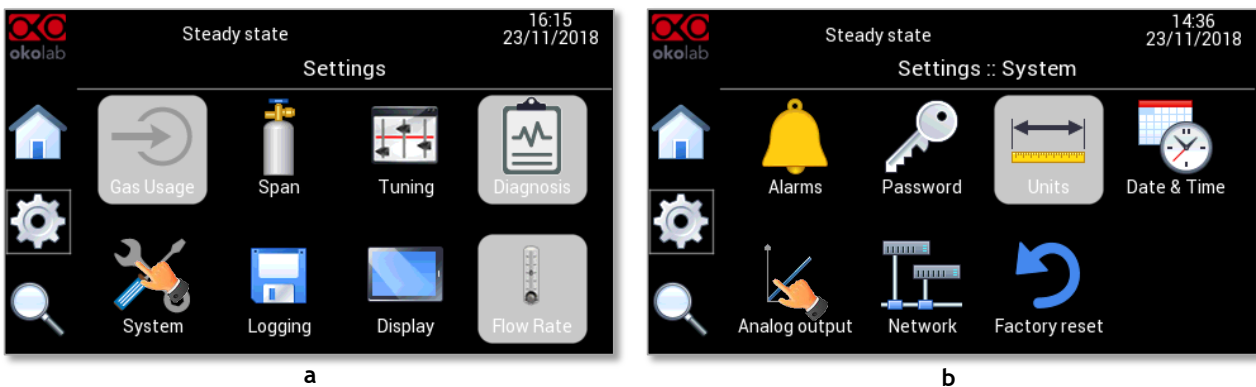 okolab
Steady state
16:15
23/11/2018
Settings
Gas Usage
Span
Tuning
Diagnosis
System
Logging
Display
Flow Rate
a
okolab
Steady state
14:36
23/11/2018
Settings :: System
Alarms
Password
Units
Date & Time
Analog output
Network
Factory reset
b